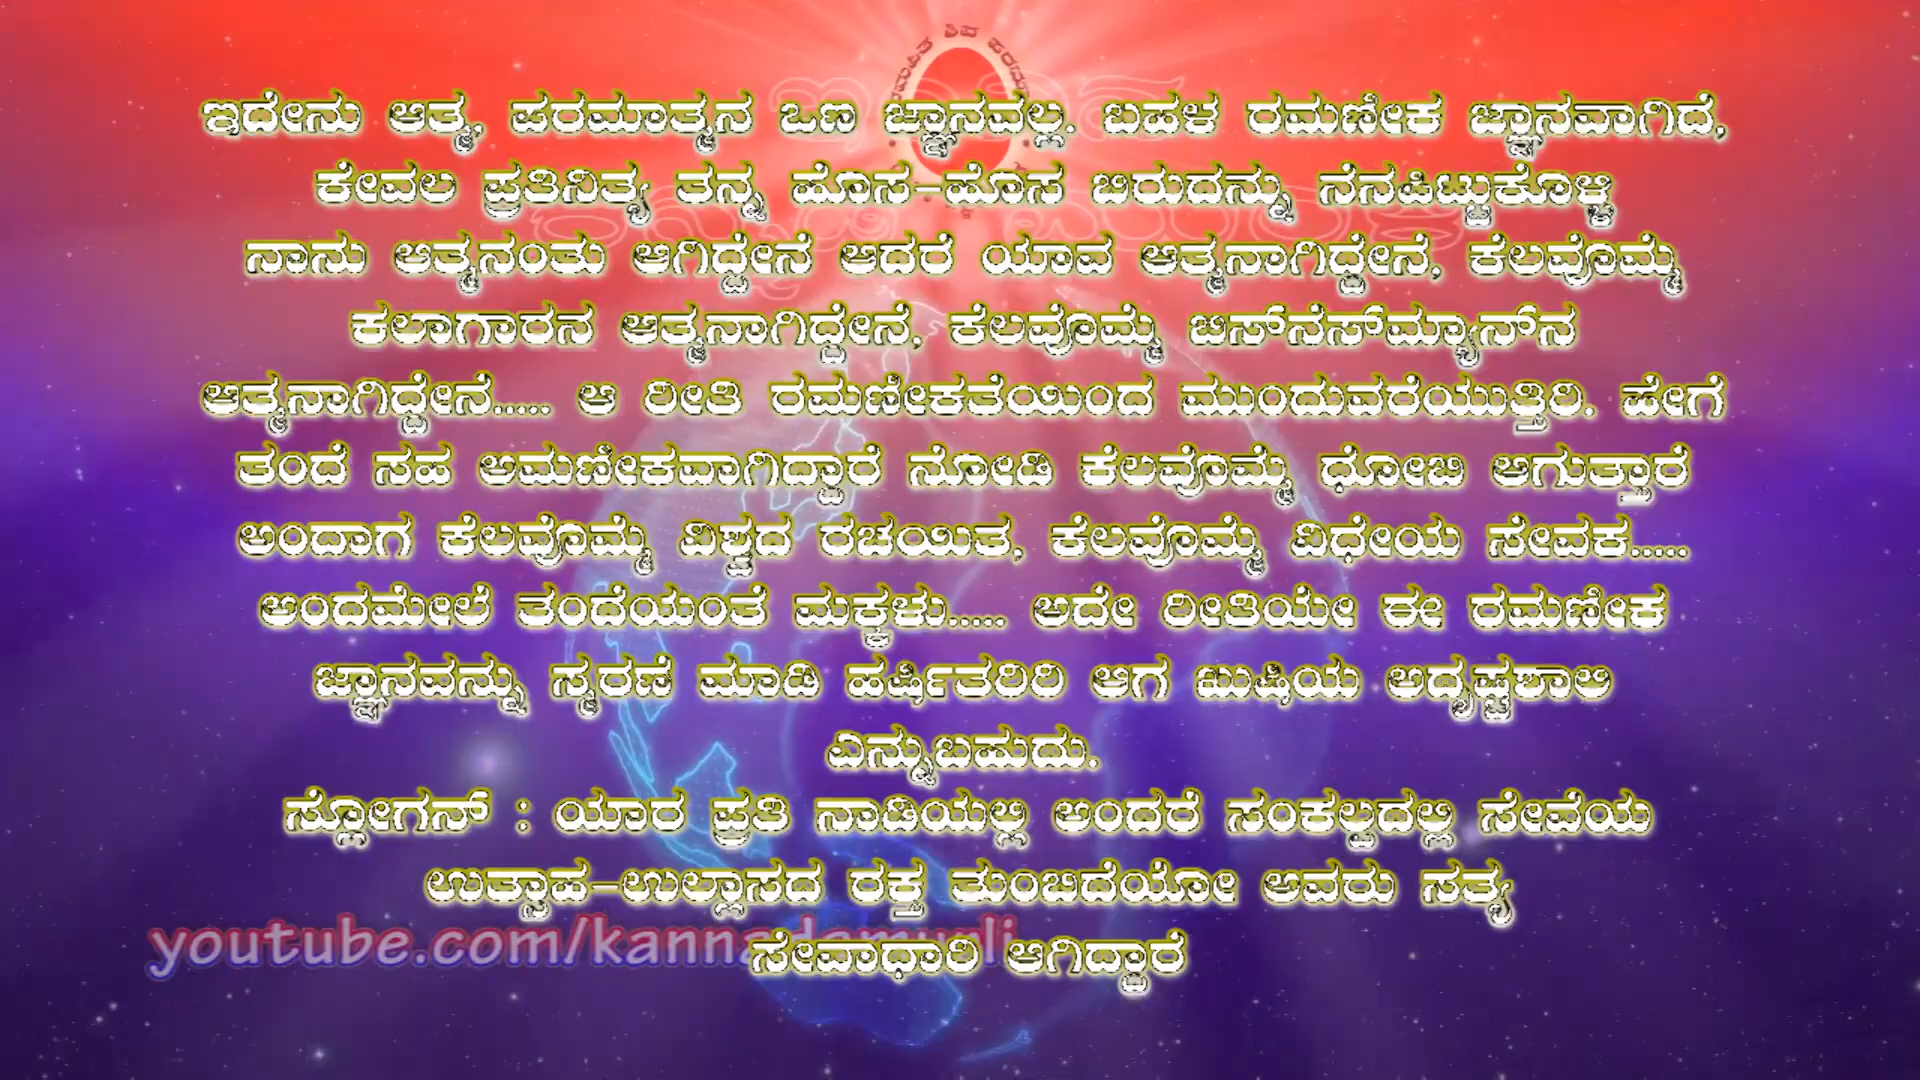 ಇದೇನು ಆತ್ಮ, ಪರಮಾತ್ಮನ ಒಣ ಜ್ಞಾನವಲ್ಲ. ಬಹಳ ರಮಣೀಕ ಜ್ಞಾನವಾಗಿದೆ,
ಕೇವಲ ಪ್ರತಿನಿತ್ಯ ತನ್ನ ಹೊಸ-ಹೊಸ ಬಿರುದನ್ನು ನೆನಪಿಟ್ಟುಕೊಳ್ಳಿ
ನಾನು ಆತ್ಮನಂತು ಆಗಿದ್ದೇನೆ ಆದರೆ ಯಾವ ಆತ್ಮನಾಗಿದ್ದೇನೆ, ಕೆಲವೊಮ್ಮೆ
ಕಲಾಗಾರನ ಆತ್ಮನಾಗಿದ್ದೇನೆ, ಕೆಲವೊಮ್ಮೆ ಬಿಸ್‌ನೆಸ್‌ಮ್ಯಾನ್‌ನ
ಆತ್ಮನಾಗಿದ್ದೇನೆ..... ಆ ರೀತಿ ರಮಣೀಕತೆಯಿಂದ ಮುಂದುವರೆಯುತ್ತಿರಿ. ಹೇಗೆ
ತಂದೆ ಸಹ ಅಮಣೀಕವಾಗಿದ್ದಾರೆ ನೋಡಿ ಕೆಲವೊಮ್ಮೆ ಧೋಬಿ ಆಗುತ್ತಾರೆ
ಅಂದಾಗ ಕೆಲವೊಮ್ಮೆ ವಿಶ್ವದ ರಚಯಿತ, ಕೆಲವೊಮ್ಮೆ ವಿಧೇಯ ಸೇವಕ.....
ಅಂದಮೇಲೆ ತಂದೆಯಂತೆ ಮಕ್ಕಳು..... ಅದೇ ರೀತಿಯೇ ಈ ರಮಣೀಕ
ಜ್ಞಾನವನ್ನು ಸ್ಮರಣೆ ಮಾಡಿ ಹರ್ಷಿತರಿರಿ ಆಗ ಖುಷಿಯ ಅದೃಷ್ಟಶಾಲಿ
ಎನ್ನುಬಹುದು.
ಸ್ಲೋಗನ್ : ಯಾರ ಪ್ರತಿ ನಾಡಿಯಲ್ಲಿ ಅಂದರೆ ಸಂಕಲ್ಪದಲ್ಲಿ ಸೇವೆಯ
ಉತ್ಸಾಹ-ಉಲ್ಲಾಸದ ರಕ್ತ ತುಂಬಿದೆಯೋ ಅವರು ಸತ್ಯ
ಸೇವಾಧಾರಿ ಆಗಿದ್ದಾರೆ
youtube.com/kannadamurli